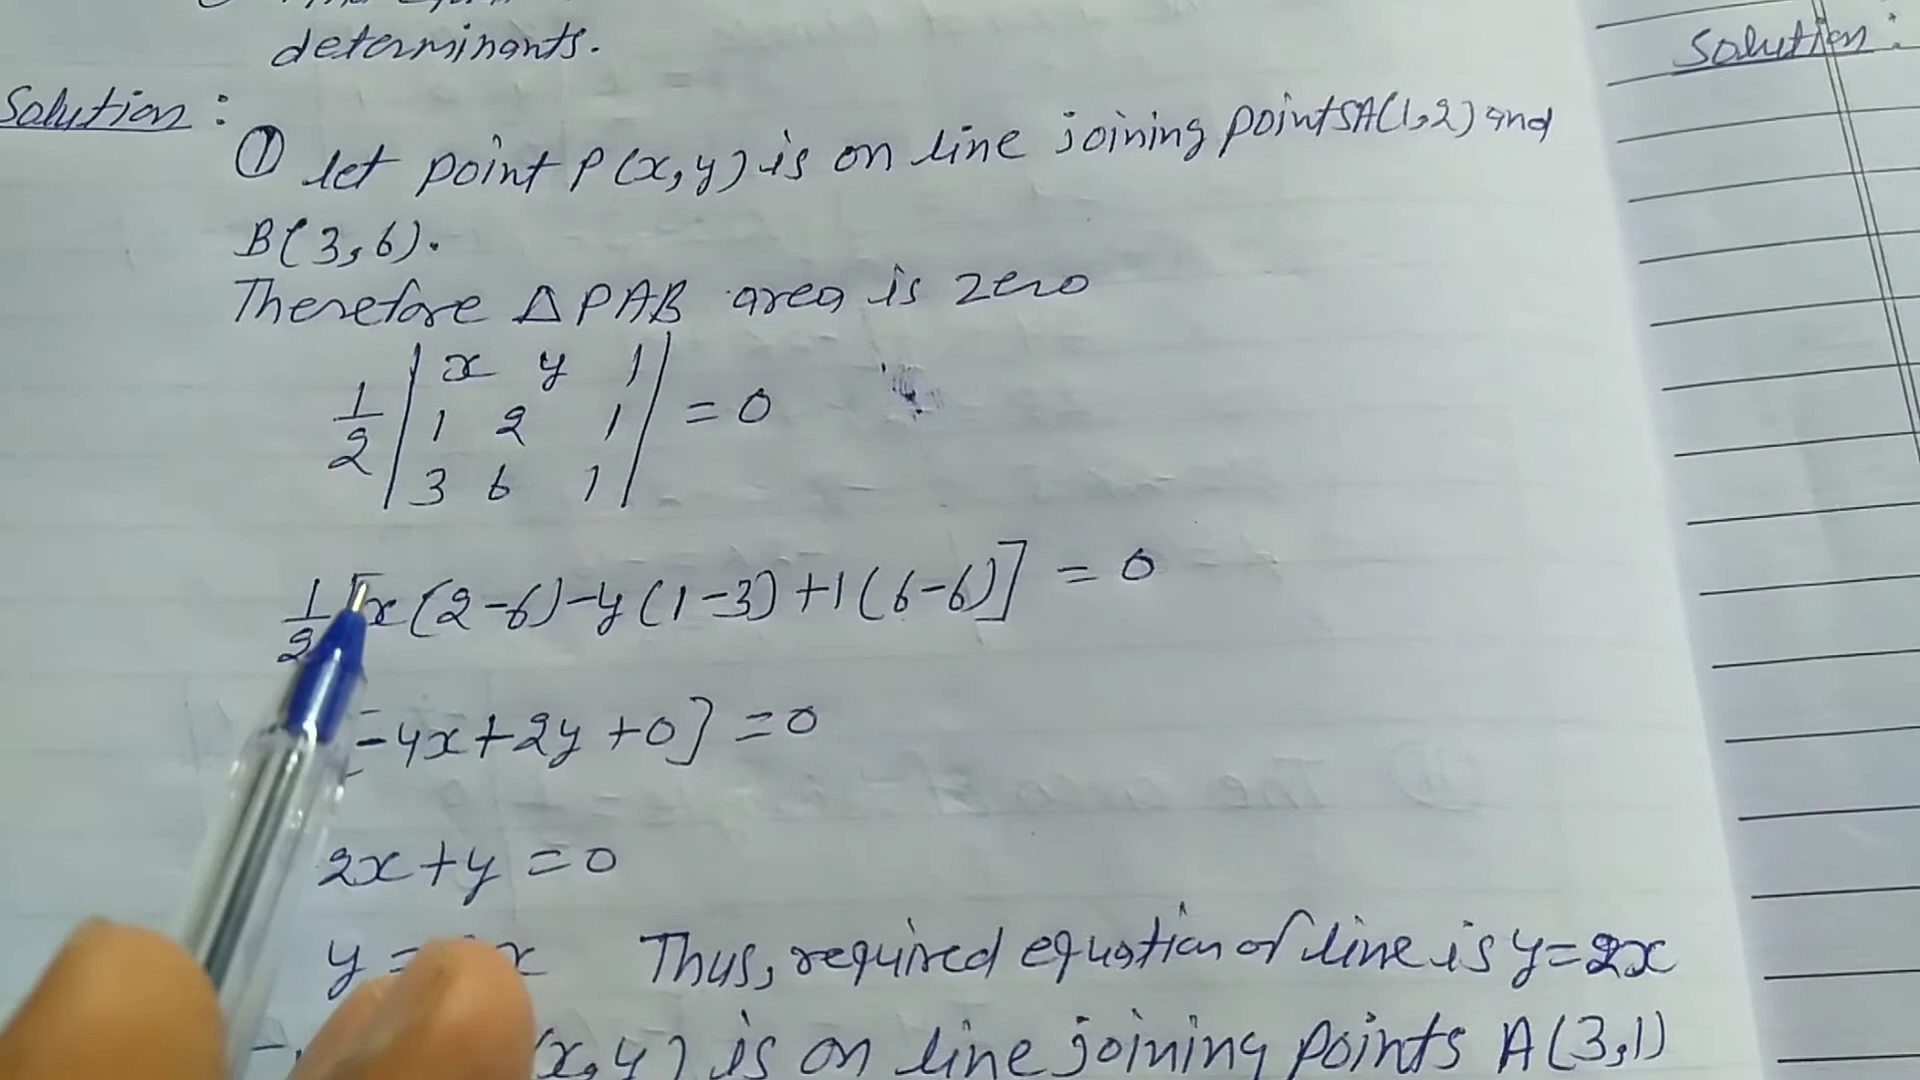 determinants.
Solution :
① let point P(x,y) is on line joining points A(1,2) and
B(3,6).
Therefore △PAB area is zero
1/2 | x y 1 |
| 1 2 1 | = 0
| 3 6 1 |
1/2 [x(2-6)-y(1-3)+1(6-6)] = 0
[-4x+2y+0] = 0
2x+y=0
y = x Thus, required equation of line is y=2x
(x,y) is on line joining points A(3,1)
Solution :